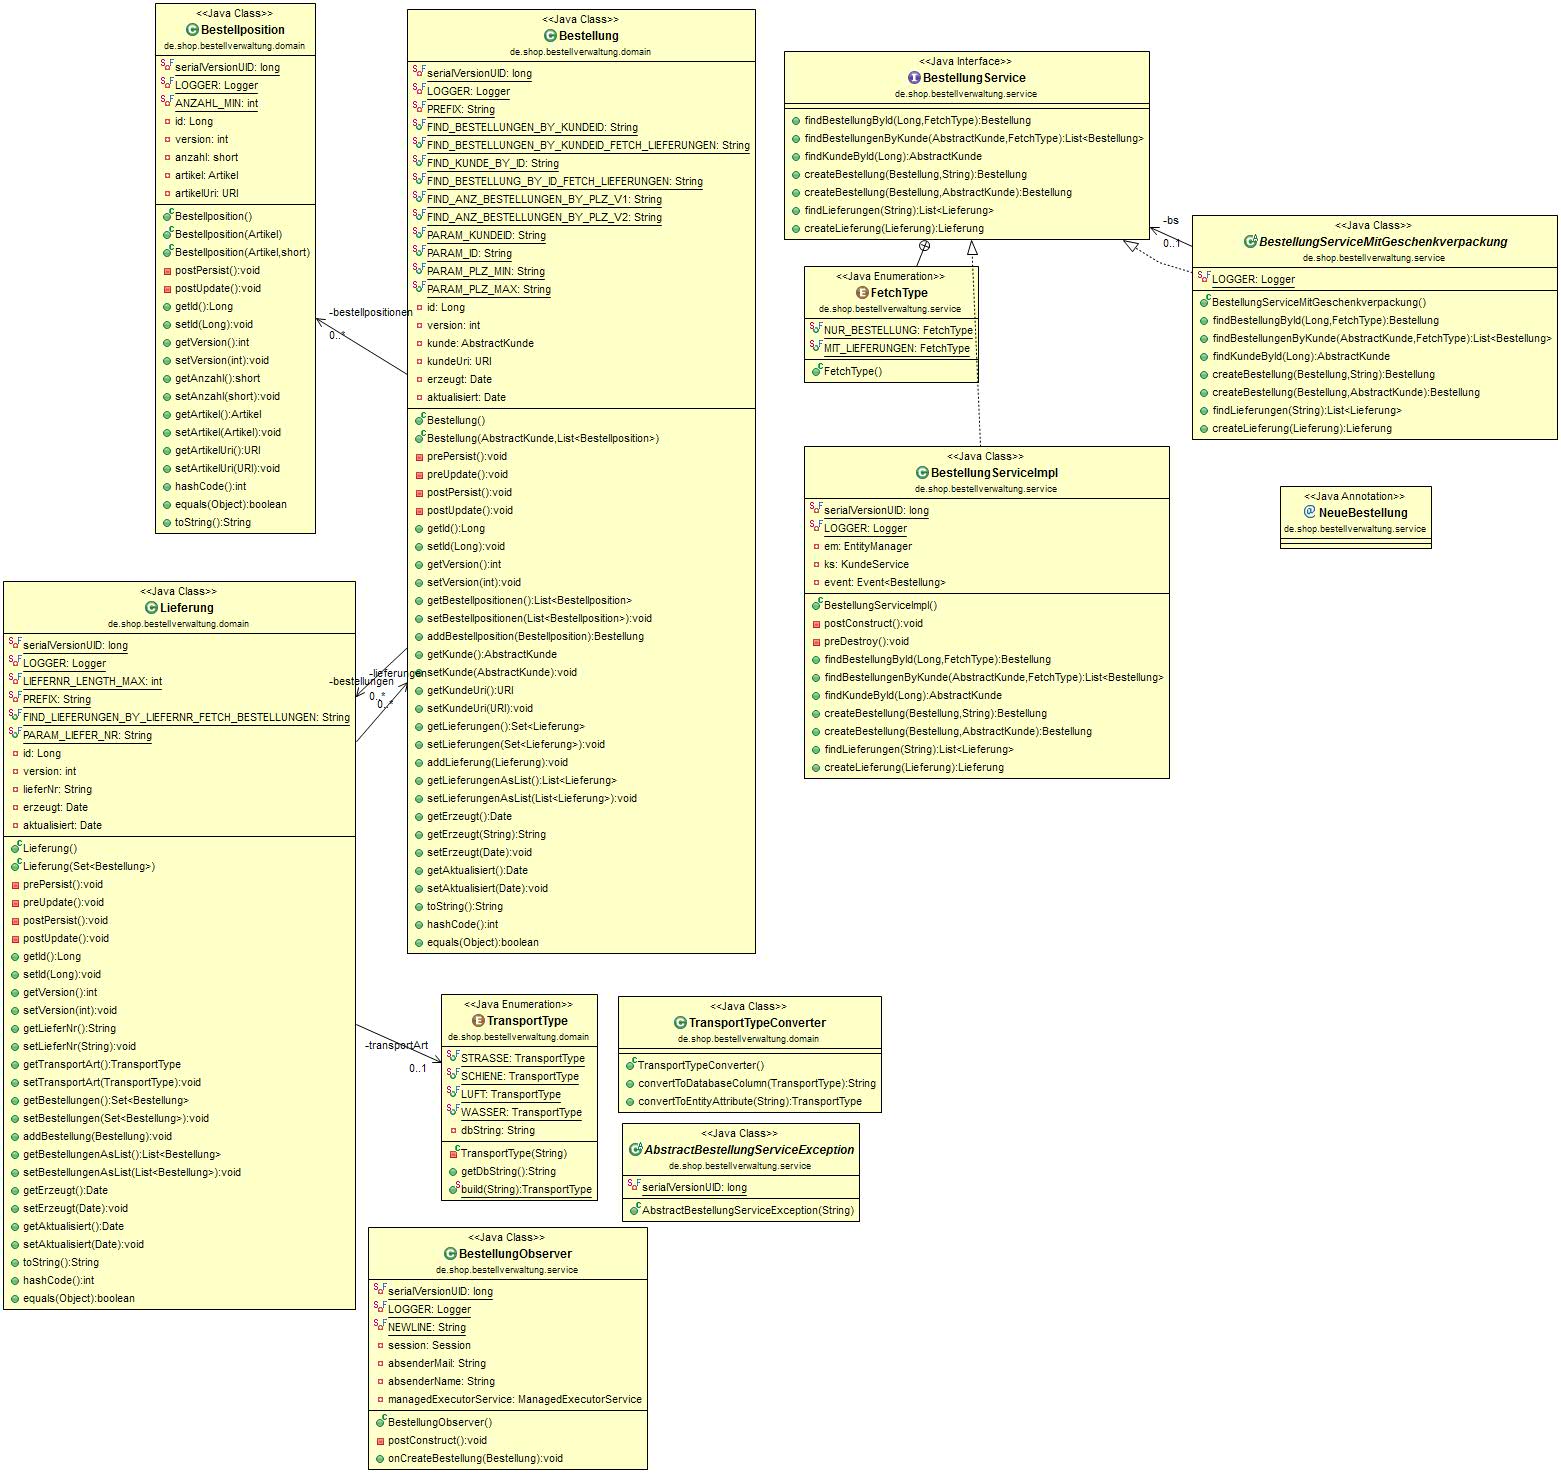 <<Java Class>>
Bestellposition
de.shop.bestellverwaltung.domain
serialVersionUID: long
LOGGER: Logger
ANZAHL_MIN: int
id: Long
version: int
anzahl: short
artikel: Artikel
artikelUri: URI
Bestellposition()
Bestellposition(Artikel)
Bestellposition(Artikel,short)
postPersist():void
postUpdate():void
getId():Long
setId(Long):void
getVersion():int
setVersion(int):void
getAnzahl():short
setAnzahl(short):void
getArtikel():Artikel
setArtikel(Artikel):void
getArtikelUri():URI
setArtikelUri(URI):void
hashCode():int
equals(Object):boolean
toString():String
-bestellpositionen
0..*
<<Java Class>>
Bestellung
de.shop.bestellverwaltung.domain
serialVersionUID: long
LOGGER: Logger
PREFIX: String
FIND_BESTELLUNGEN_BY_KUNDEID: String
FIND_BESTELLUNGEN_BY_KUNDEID_FETCH_LIEFERUNGEN: String
FIND_KUNDE_BY_ID: String
FIND_BESTELLUNG_BY_ID_FETCH_LIEFERUNGEN: String
FIND_ANZ_BESTELLUNGEN_BY_PLZ_V1: String
FIND_ANZ_BESTELLUNGEN_BY_PLZ_V2: String
PARAM_KUNDEID: String
PARAM_ID: String
PARAM_PLZ_MIN: String
PARAM_PLZ_MAX: String
id: Long
version: int
kunde: AbstractKunde
kundeUri: URI
erzeugt: Date
aktualisiert: Date
Bestellung()
Bestellung(AbstractKunde,List<Bestellposition>)
prePersist():void
preUpdate():void
postPersist():void
postUpdate():void
getId():Long
setId(Long):void
getVersion():int
setVersion(int):void
getBestellpositionen():List<Bestellposition>
setBestellpositionen(List<Bestellposition>):void
addBestellposition(Bestellposition):Bestellung
getKunde():AbstractKunde
setKunde(AbstractKunde):void
getKundeUri():URI
setKundeUri(URI):void
getLieferungen():Set<Lieferung>
setLieferungen(Set<Lieferung>):void
addLieferung(Lieferung):void
getLieferungenAsList():List<Lieferung>
setLieferungenAsList(List<Lieferung>):void
getErzeugt():Date
getErzeugt(String):String
setErzeugt(Date):void
getAktualisiert():Date
setAktualisiert(Date):void
toString():String
hashCode():int
equals(Object):boolean
-lieferungen
0..*
-bestellungen
0..*
<<Java Interface>>
BestellungService
de.shop.bestellverwaltung.service
findBestellungById(Long,FetchType):Bestellung
findBestellungenByKunde(AbstractKunde,FetchType):List<Bestellung>
findKundeById(Long):AbstractKunde
createBestellung(Bestellung,String):Bestellung
createBestellung(Bestellung,AbstractKunde):Bestellung
findLieferungen(String):List<Lieferung>
createLieferung(Lieferung):Lieferung
-bs
0..1
<<Java Class>>
BestellungServiceMitGeschenkverpackung
de.shop.bestellverwaltung.service
LOGGER: Logger
BestellungServiceMitGeschenkverpackung()
findBestellungById(Long,FetchType):Bestellung
findBestellungenByKunde(AbstractKunde,FetchType):List<Bestellung>
findKundeById(Long):AbstractKunde
createBestellung(Bestellung,String):Bestellung
createBestellung(Bestellung,AbstractKunde):Bestellung
findLieferungen(String):List<Lieferung>
createLieferung(Lieferung):Lieferung
<<Java Enumeration>>
FetchType
de.shop.bestellverwaltung.service
NUR_BESTELLUNG: FetchType
MIT_LIEFERUNGEN: FetchType
FetchType()
<<Java Class>>
BestellungServiceImpl
de.shop.bestellverwaltung.service
serialVersionUID: long
LOGGER: Logger
em: EntityManager
ks: KundeService
event: Event<Bestellung>
BestellungServiceImpl()
postConstruct():void
preDestroy():void
findBestellungById(Long,FetchType):Bestellung
findBestellungenByKunde(AbstractKunde,FetchType):List<Bestellung>
findKundeById(Long):AbstractKunde
createBestellung(Bestellung,String):Bestellung
createBestellung(Bestellung,AbstractKunde):Bestellung
findLieferungen(String):List<Lieferung>
createLieferung(Lieferung):Lieferung
<<Java Annotation>>
NeueBestellung
de.shop.bestellverwaltung.service
<<Java Class>>
Lieferung
de.shop.bestellverwaltung.domain
serialVersionUID: long
LOGGER: Logger
LIEFERNR_LENGTH_MAX: int
PREFIX: String
FIND_LIEFERUNGEN_BY_LIEFERNR_FETCH_BESTELLUNGEN: String
PARAM_LIEFER_NR: String
id: Long
version: int
lieferNr: String
erzeugt: Date
aktualisiert: Date
Lieferung()
Lieferung(Set<Bestellung>)
prePersist():void
preUpdate():void
postPersist():void
postUpdate():void
getId():Long
setId(Long):void
getVersion():int
setVersion(int):void
getLieferNr():String
setLieferNr(String):void
getTransportArt():TransportType
setTransportArt(TransportType):void
getBestellungen():Set<Bestellung>
setBestellungen(Set<Bestellung>):void
addBestellung(Bestellung):void
getBestellungenAsList():List<Bestellung>
setBestellungenAsList(List<Bestellung>):void
getErzeugt():Date
setErzeugt(Date):void
getAktualisiert():Date
setAktualisiert(Date):void
toString():String
hashCode():int
equals(Object):boolean
-transportArt
0..1
<<Java Enumeration>>
TransportType
de.shop.bestellverwaltung.domain
STRASSE: TransportType
SCHIENE: TransportType
LUFT: TransportType
WASSER: TransportType
dbString: String
TransportType(String)
getDbString():String
build(String):TransportType
<<Java Class>>
TransportTypeConverter
de.shop.bestellverwaltung.domain
TransportTypeConverter()
convertToDatabaseColumn(TransportType):String
convertToEntityAttribute(String):TransportType
<<Java Class>>
AbstractBestellungServiceException
de.shop.bestellverwaltung.service
serialVersionUID: long
AbstractBestellungServiceException(String)
<<Java Class>>
BestellungObserver
de.shop.bestellverwaltung.service
serialVersionUID: long
LOGGER: Logger
NEWLINE: String
session: Session
absenderMail: String
absenderName: String
managedExecutorService: ManagedExecutorService
BestellungObserver()
postConstruct():void
onCreateBestellung(Bestellung):void